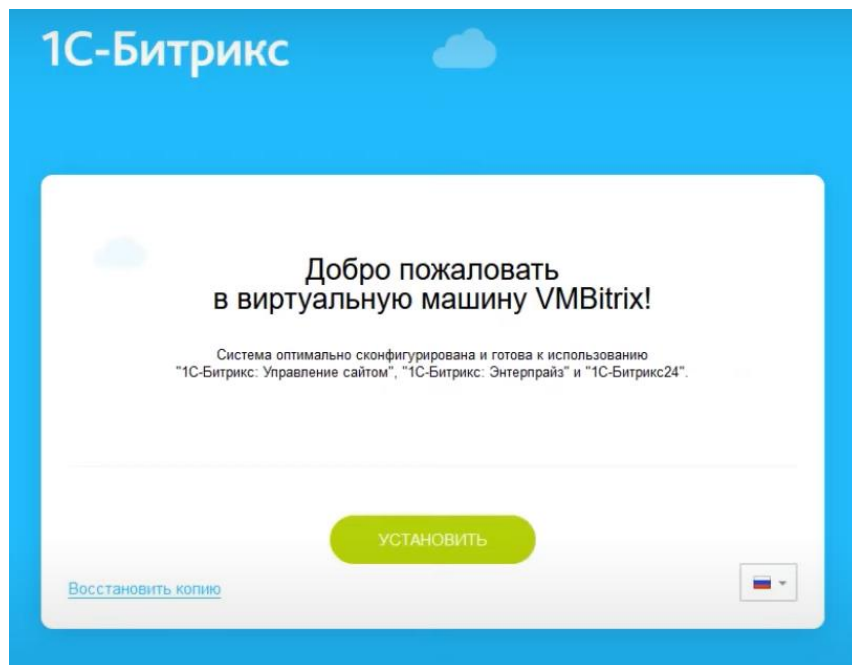 1С-Битрикс
Добро пожаловать
в виртуальную машину VMBitrix!
Система оптимально сконфигурирована и готова к использованию
"1С-Битрикс: Управление сайтом", "1С-Битрикс: Энтерпрайз" и "1С-Битрикс24".
УСТАНОВИТЬ
Восстановить копию